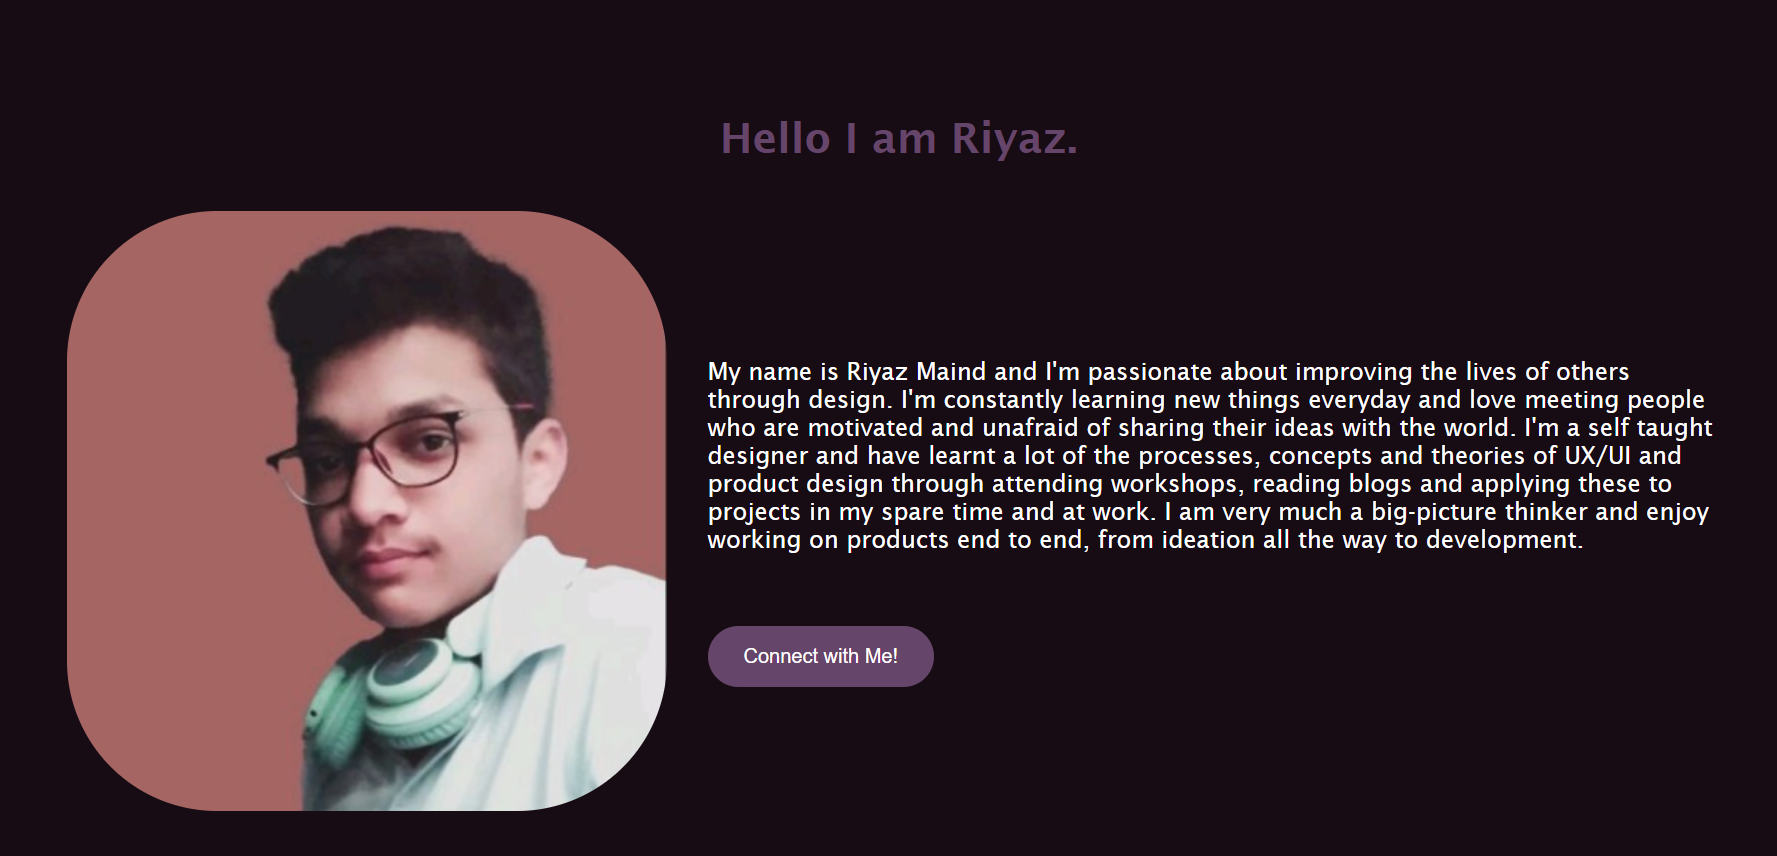 Hello I am Riyaz.
My name is Riyaz Maind and I'm passionate about improving the lives of others
through design. I'm constantly learning new things everyday and love meeting people
who are motivated and unafraid of sharing their ideas with the world. I'm a self taught
designer and have learnt a lot of the processes, concepts and theories of UX/UI and
product design through attending workshops, reading blogs and applying these to
projects in my spare time and at work. I am very much a big-picture thinker and enjoy
working on products end to end, from ideation all the way to development.
Connect with Me!